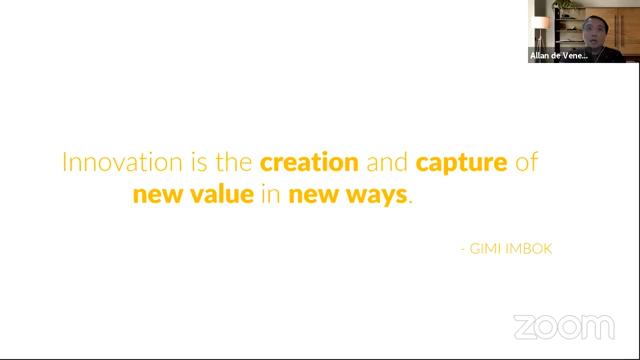 Allan de Vene...
Innovation is the creation and capture of
new value in new ways.
- GIMI IMBOK
zoom